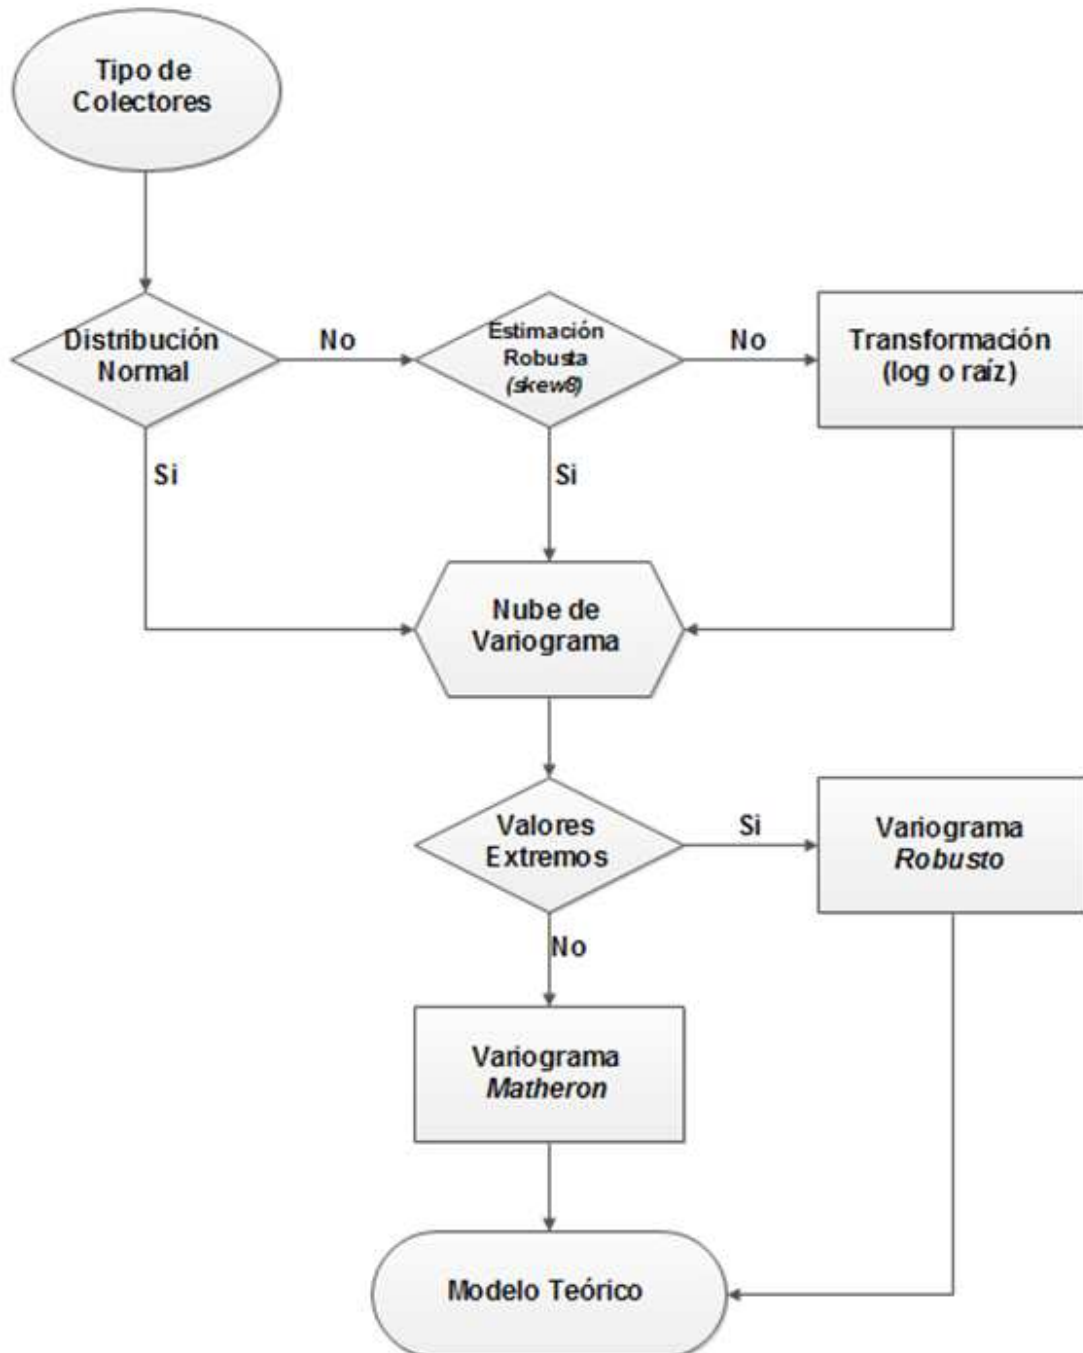 Tipo de
Colectores
Distribución
Normal
No
Estimación
Robusta
(skew8)
No
Transformación
(log o raíz)
Si
Si
Nube de
Variograma
Valores
Extremos
Si
Variograma
Robusto
No
Variograma
Matheron
Modelo Teórico